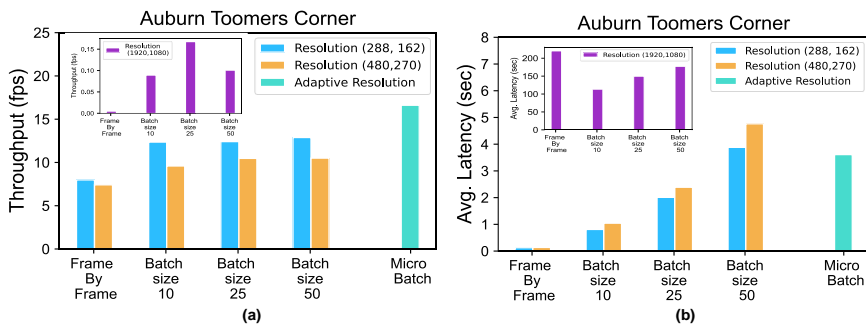 Auburn Toomers Corner
Throughput (fps)
25
20
15
10
5
0
Resolution (288, 162)
Resolution (480,270)
Adaptive Resolution
Throughput (fps)
0.15
0.10
0.05
0.00
Resolution
(1920,1080)
Frame
By
Frame
Batch
size
10
Batch
size
25
Batch
size
50
Frame
By
Frame
Batch
size
10
Batch
size
25
Batch
size
50
Micro
Batch
(a)
Auburn Toomers Corner
Avg. Latency (sec)
8
7
6
5
4
3
2
1
0
Resolution (288, 162)
Resolution (480,270)
Adaptive Resolution
Avg. Latency (sec)
200
150
100
50
0
Resolution (1920,1080)
Frame
By
Frame
Batch
size
10
Batch
size
25
Batch
size
50
Frame
By
Frame
Batch
size
10
Batch
size
25
Batch
size
50
Micro
Batch
(b)